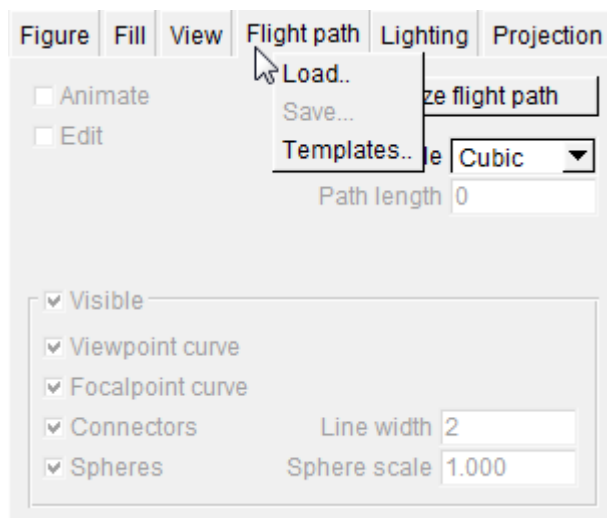 Figure Fill View Flight path Lighting Projection
Load..
Animate
ze flight path
Save...
Edit
Templates..
le Cubic
Path length 0
Visible
Viewpoint curve
Focalpoint curve
Connectors Line width 2
Spheres Sphere scale 1.000